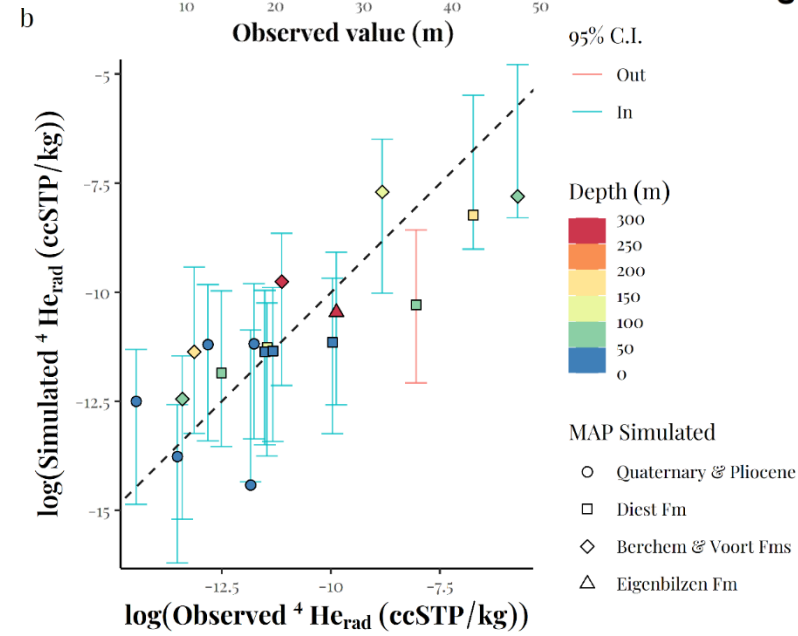 10 20 30 40 50
b
Observed value (m)
95% C.I.
Out
In
log(Simulated ⁴ He_rad (ccSTP/kg))
-5
-7.5
-10
-12.5
-15
Depth (m)
300
250
200
150
100
50
0
MAP Simulated
Quaternary & Pliocene
Diest Fm
Berchem & Voort Fms
Eigenbilzen Fm
-12.5 -10 -7.5
log(Observed ⁴ He_rad (ccSTP/kg))